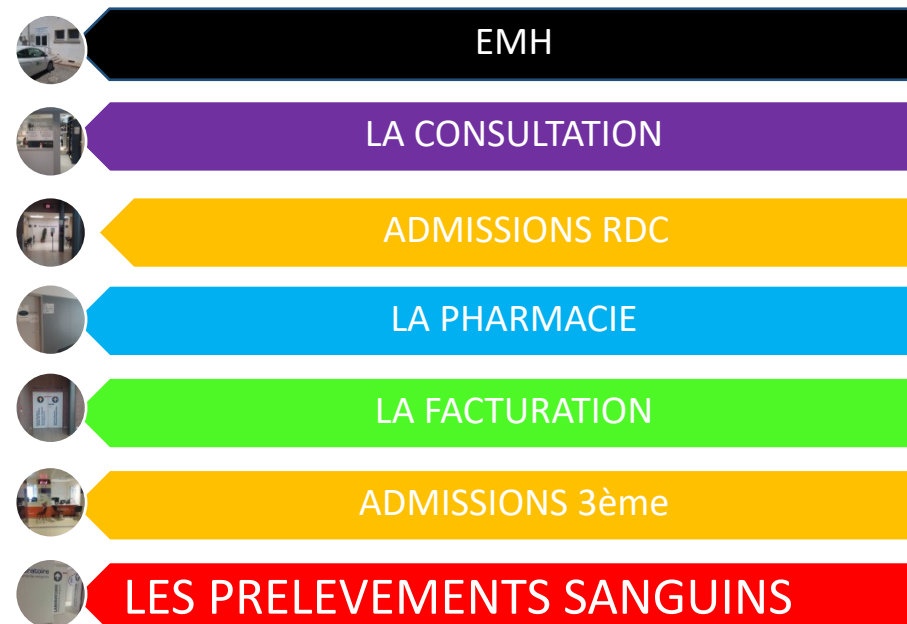 EMH
LA CONSULTATION
ADMISSIONS RDC
LA PHARMACIE
LA FACTURATION
ADMISSIONS 3ème
LES PRELEVEMENTS SANGUINS